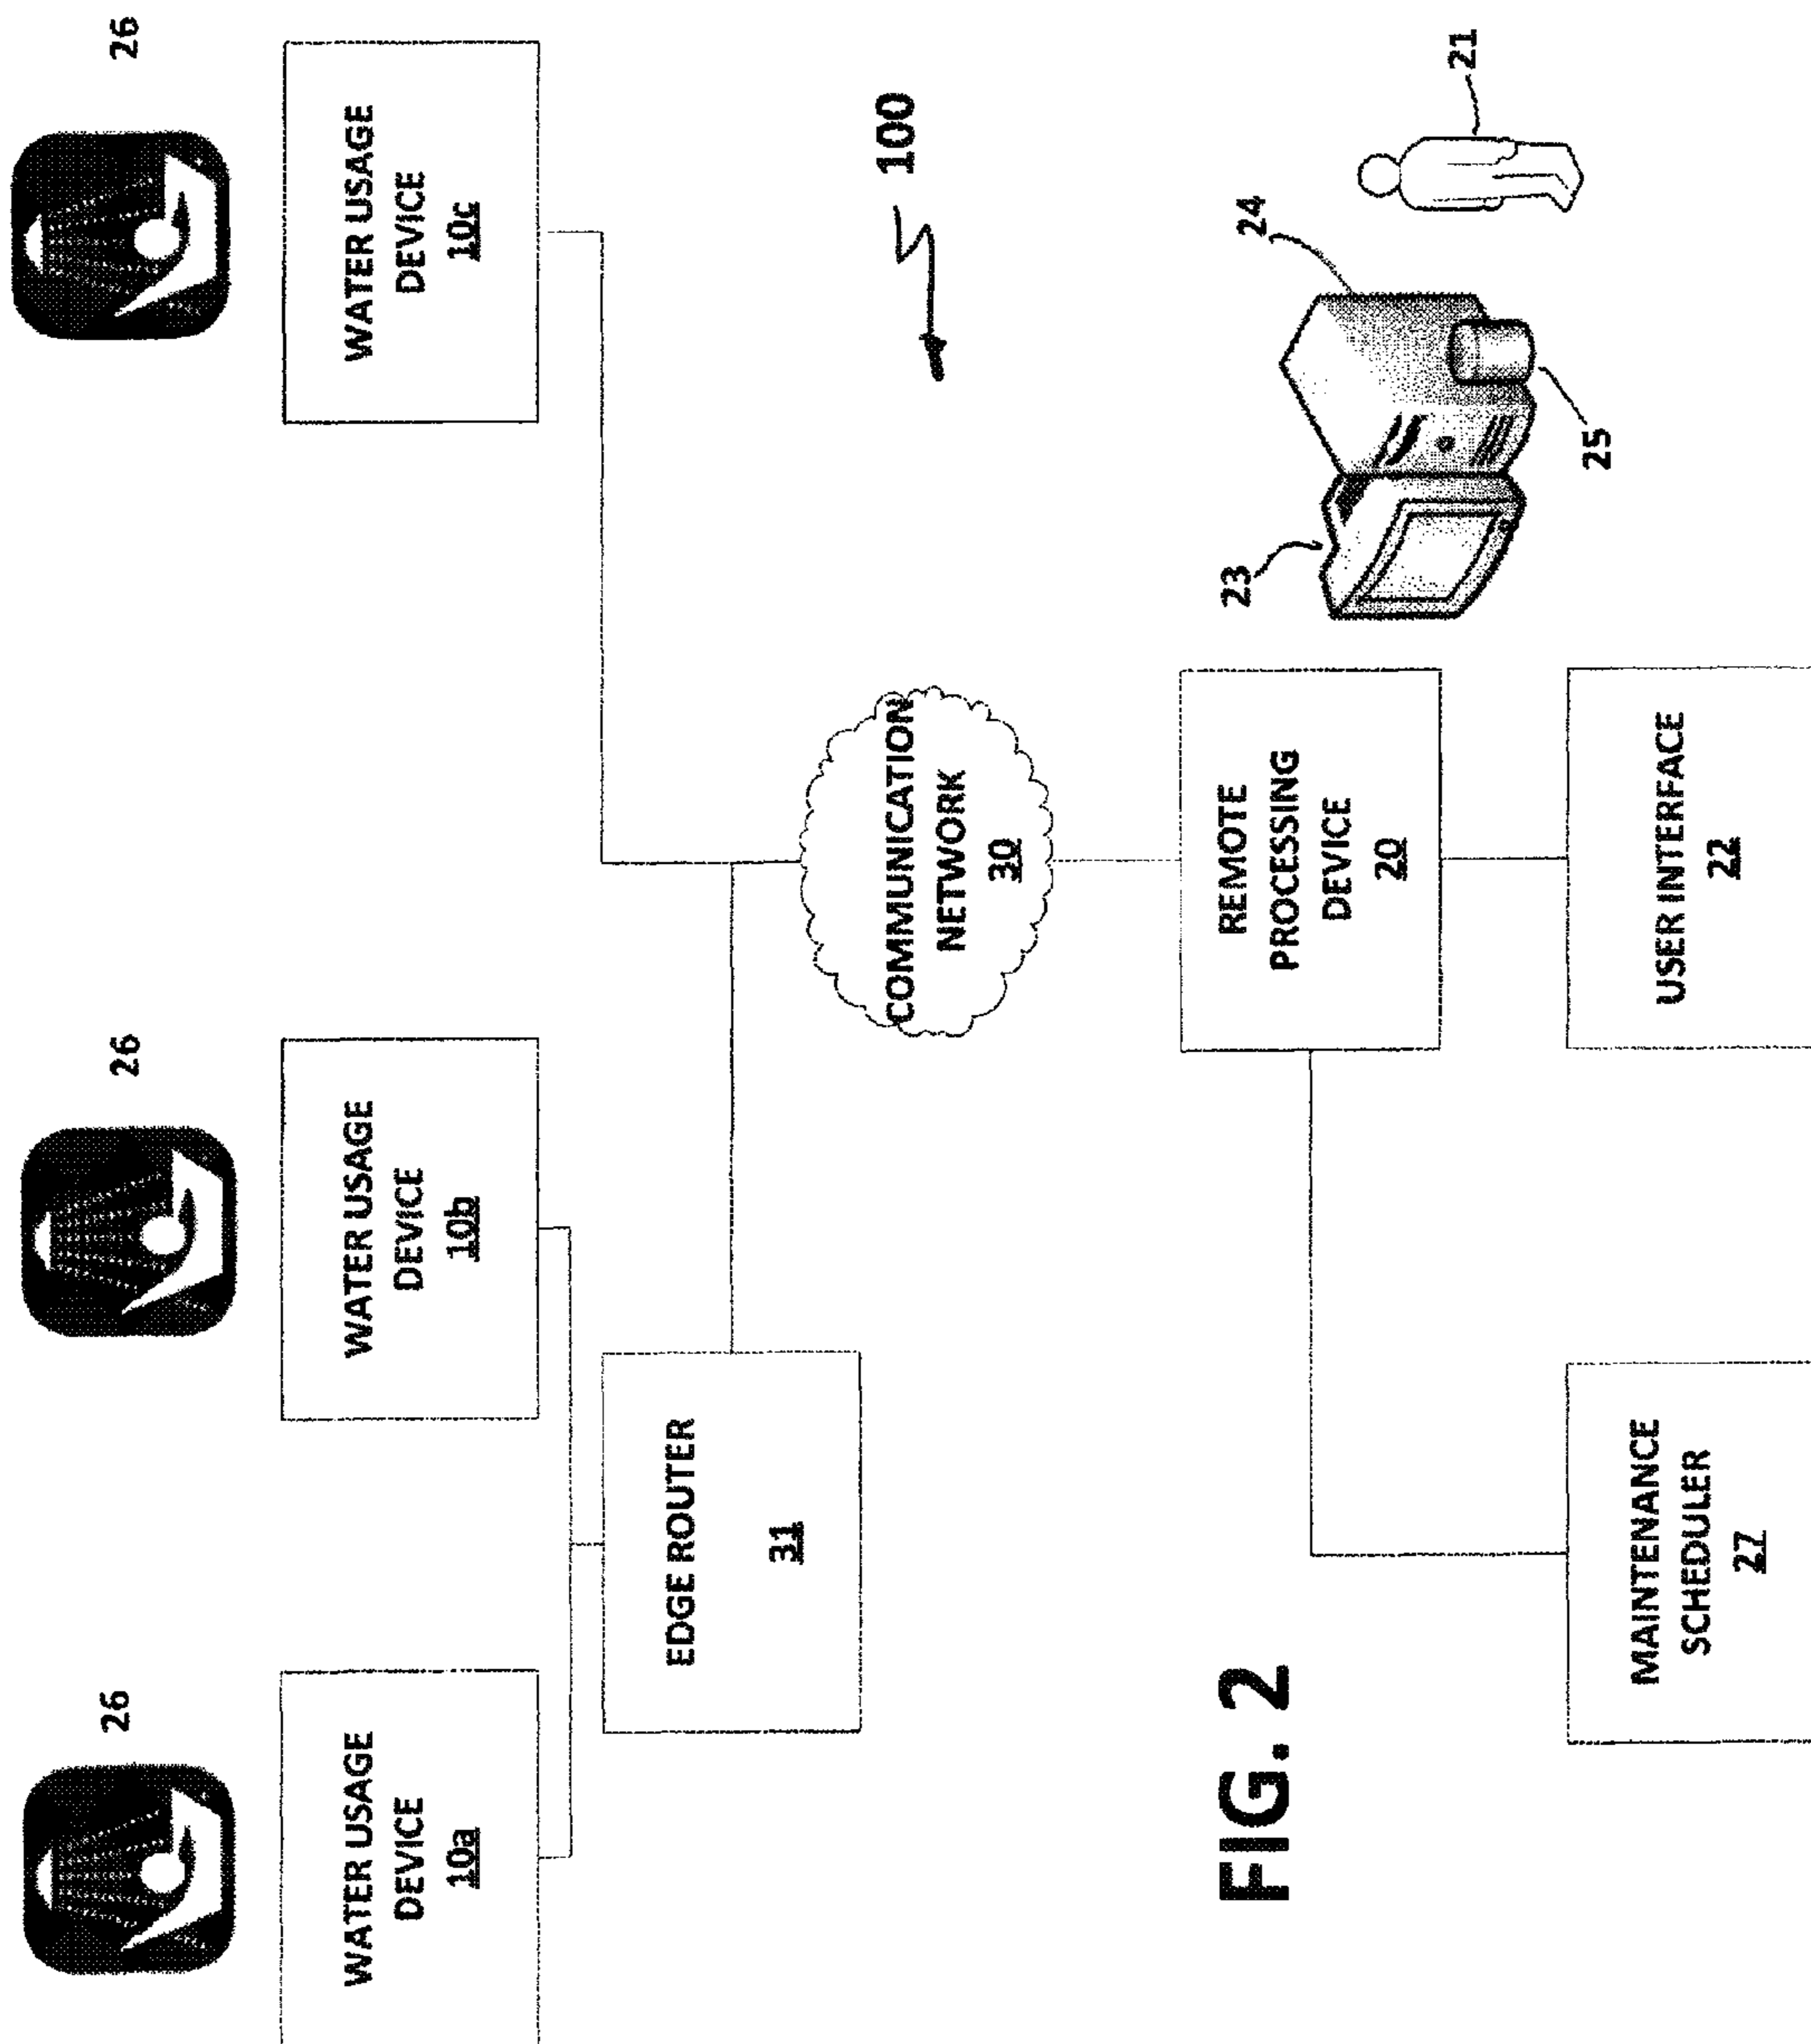 26
26
26
WATER USAGE
DEVICE
10a
WATER USAGE
DEVICE
10b
WATER USAGE
DEVICE
10c
EDGE ROUTER
31
COMMUNICATION
NETWORK
30
100
REMOTE
PROCESSING
DEVICE
20
23
24
25
21
FIG. 2
MAINTENANCE
SCHEDULER
27
USER INTERFACE
22